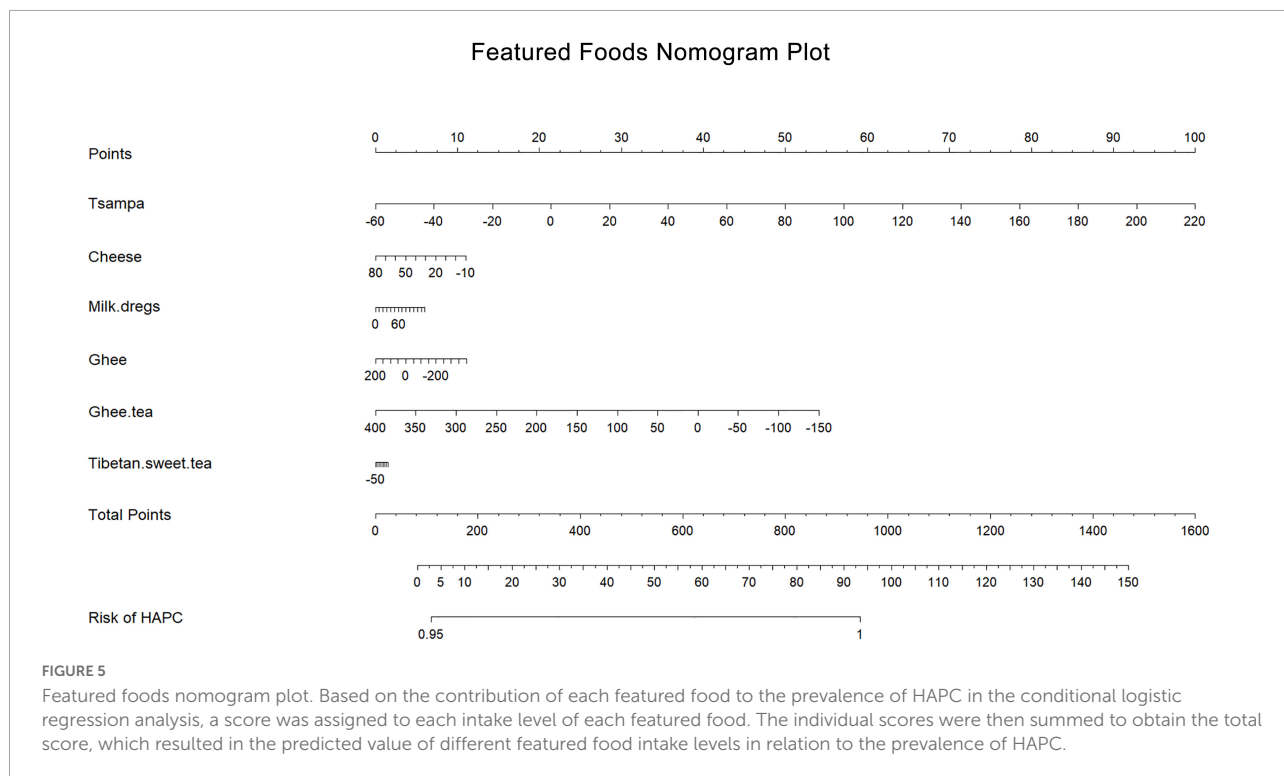 Featured Foods Nomogram Plot
0 10 20 30 40 50 60 70 80 90 100
Points
Tsampa
-60 -40 -20 0 20 40 60 80 100 120 140 160 180 200 220
Cheese
80 50 20 -10
Milk.dregs
0 60
Ghee
200 0 -200
Ghee.tea
400 350 300 250 200 150 100 50 0 -50 -100 -150
Tibetan.sweet.tea
-50
Total Points
0 200 400 600 800 1000 1200 1400 1600
0 5 10 20 30 40 50 60 70 80 90 100 110 120 130 140 150
Risk of HAPC
0.95 1
FIGURE 5
Featured foods nomogram plot. Based on the contribution of each featured food to the prevalence of HAPC in the conditional logistic
regression analysis, a score was assigned to each intake level of each featured food. The individual scores were then summed to obtain the total
score, which resulted in the predicted value of different featured food intake levels in relation to the prevalence of HAPC.